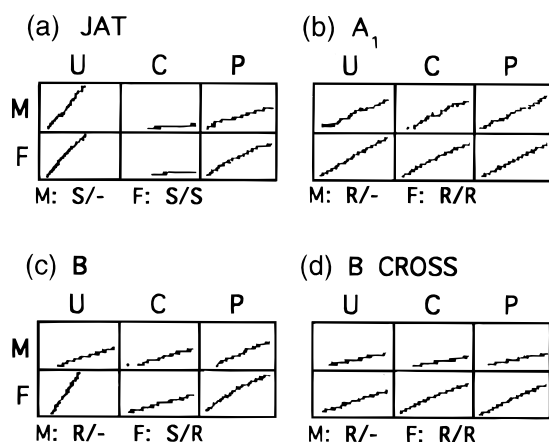 (a) JAT
(b) A1
U C P
U C P
M
F
M: S/- F: S/S
M: R/- F: R/R
(c) B
(d) B CROSS
U C P
U C P
M
F
M: R/- F: S/R
M: R/- F: R/R